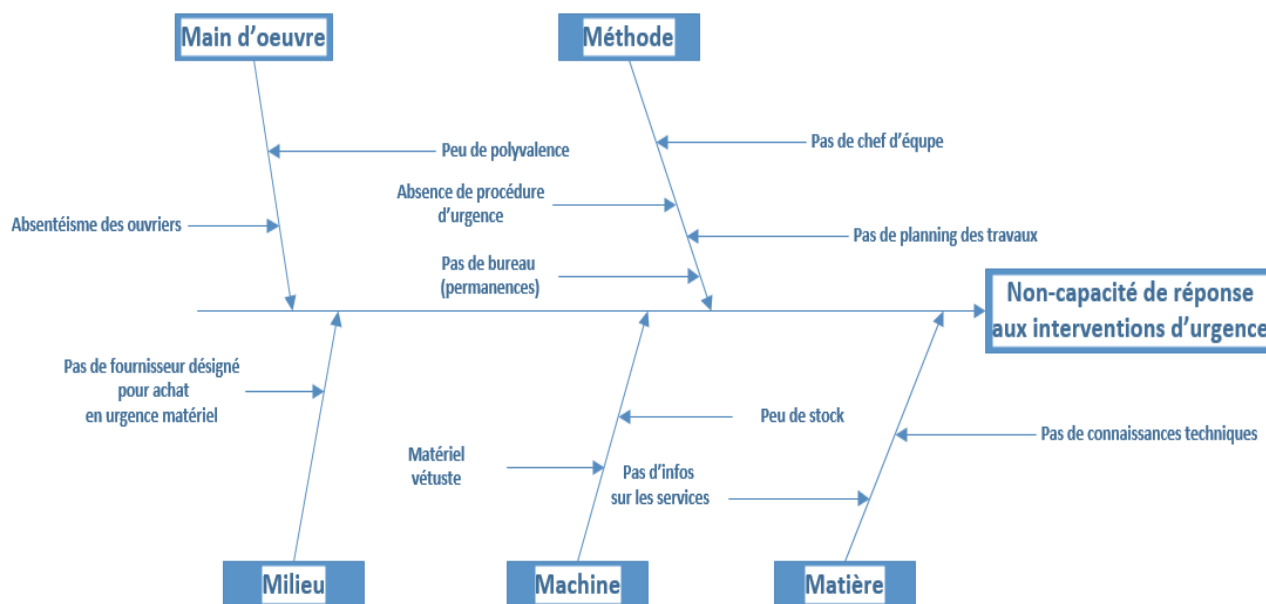 Main d'oeuvre
Méthode
Pas de chef d'équpe
Peu de polyvalence
Absence de procédure
d'urgence
Absentéisme des ouvriers
Pas de planning des travaux
Pas de bureau
(permanences)
Non-capacité de réponse
aux interventions d'urgence
Pas de fournisseur désigné
pour achat
en urgence matériel
Peu de stock
Pas de connaissances techniques
Matériel
vétuste
Pas d'infos
sur les services
Milieu
Machine
Matière